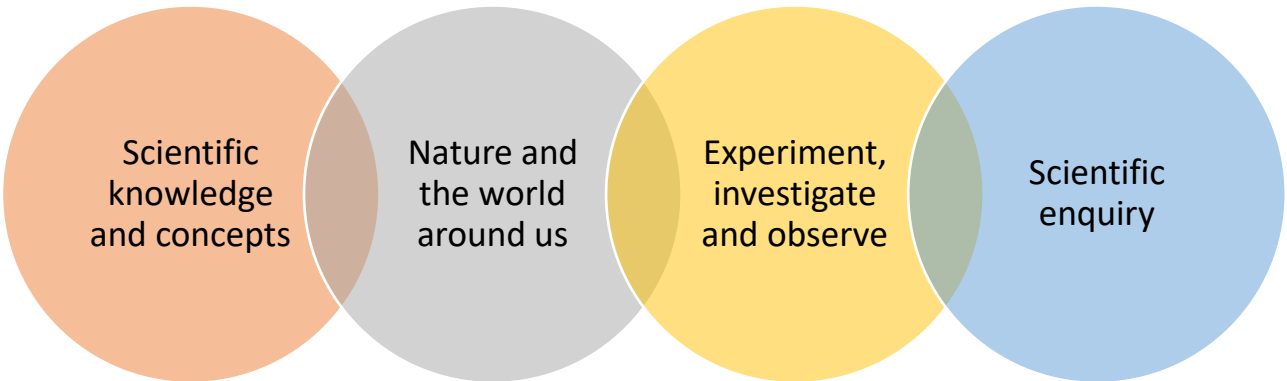 Scientific
knowledge
and concepts
Nature and
the world
around us
Experiment,
investigate
and observe
Scientific
enquiry